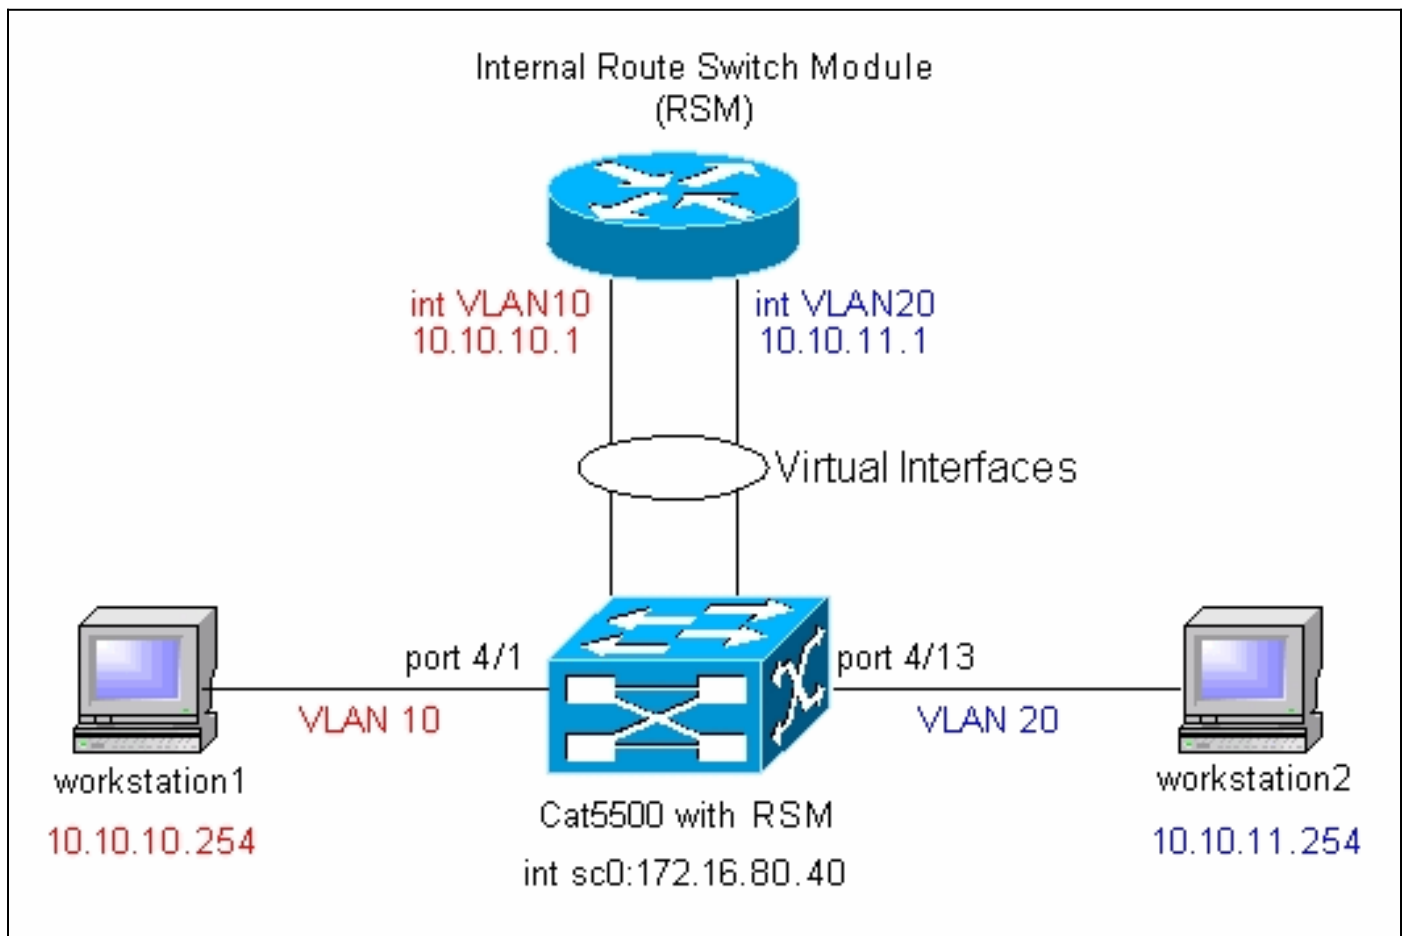 Internal Route Switch Module
(RSM)
int VLAN10
10.10.10.1
int VLAN20
10.10.11.1
Virtual Interfaces
port 4/1
port 4/13
VLAN 10
VLAN 20
workstation1
10.10.10.254
workstation2
10.10.11.254
Cat5500 with RSM
int sc0:172.16.80.40